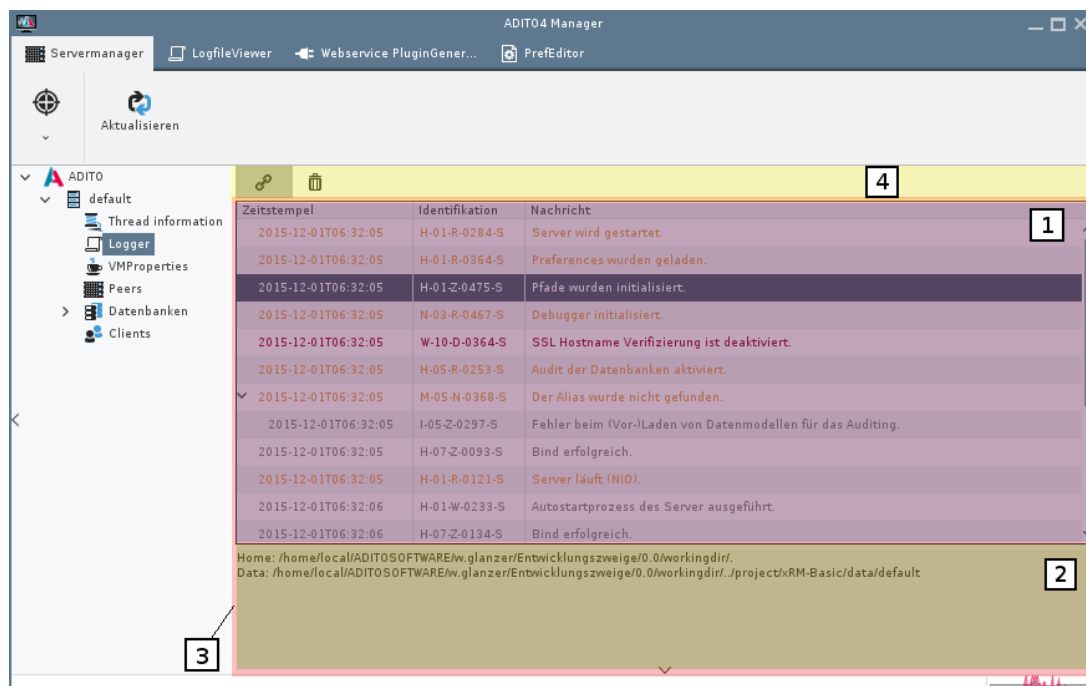 ADITO4 Manager
Servermanager LogfileViewer Webservice PluginGener... PrefEditor
Aktualisieren
ADITO
default
Thread information
Logger
VMProperties
Peers
Datenbanken
Clients
4
Zeitstempel Identifikation Nachricht
1
2015-12-01T06:32:05 H-01-R-0284-S Server wird gestartet.
2015-12-01T06:32:05 H-01-R-0364-S Preferences wurden geladen.
2015-12-01T06:32:05 H-01-Z-0475-S Pfade wurden initialisiert.
2015-12-01T06:32:05 N-03-R-0467-S Debugger initialisiert.
2015-12-01T06:32:05 W-10-D-0364-S SSL Hostname Verifizierung ist deaktiviert.
2015-12-01T06:32:05 H-05-R-0253-S Audit der Datenbanken aktiviert.
2015-12-01T06:32:05 M-05-N-0368-S Der Alias wurde nicht gefunden.
2015-12-01T06:32:05 I-05-Z-0297-S Fehler beim (Vor-)Laden von Datenmodellen für das Auditing.
2015-12-01T06:32:05 H-07-Z-0093-S Bind erfolgreich.
2015-12-01T06:32:05 H-01-R-0121-S Server läuft (NIO).
2015-12-01T06:32:06 H-01-W-0233-S Autostartprozess des Server ausgeführt.
2015-12-01T06:32:06 H-07-Z-0134-S Bind erfolgreich.
Home: /home/local/ADITOSOFTWARE/w.glanzer/Entwicklungszweige/0.0/workingdir/.
Data: /home/local/ADITOSOFTWARE/w.glanzer/Entwicklungszweige/0.0/workingdir/../project/xRM-Basic/data/default
2
3